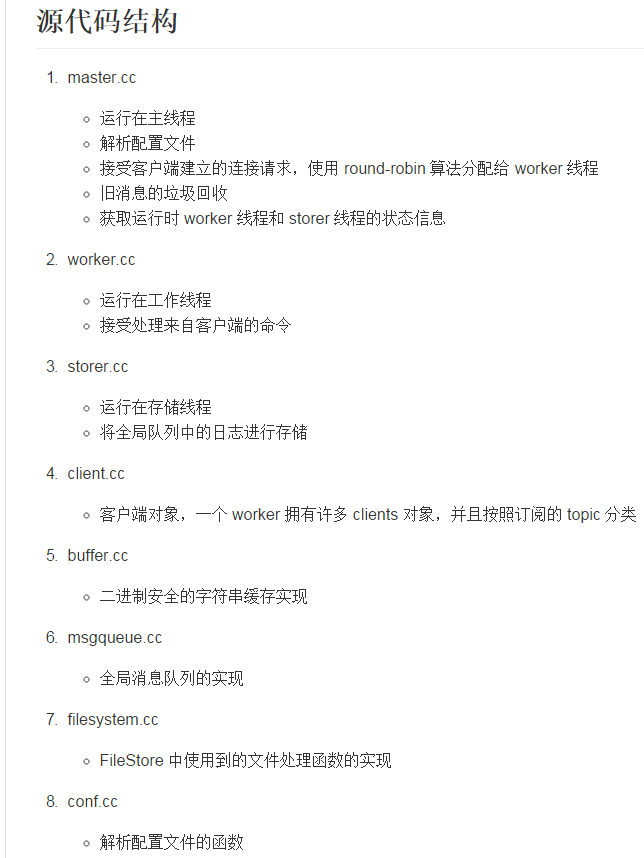 源代码结构
1. master.cc
运行在主线程
解析配置文件
接受客户端建立的连接请求，使用 round-robin 算法分配给 worker 线程
旧消息的垃圾回收
获取运行时 worker 线程和 storer 线程的状态信息
2. worker.cc
运行在工作线程
接受处理来自客户端的命令
3. storer.cc
运行在存储线程
将全局队列中的日志进行存储
4. client.cc
客户端对象，一个 worker 拥有许多 clients 对象，并且按照订阅的 topic 分类
5. buffer.cc
二进制安全的字符串缓存实现
6. msgqueue.cc
全局消息队列的实现
7. filesystem.cc
FileStore 中使用到的文件处理函数的实现
8. conf.cc
解析配置文件的函数